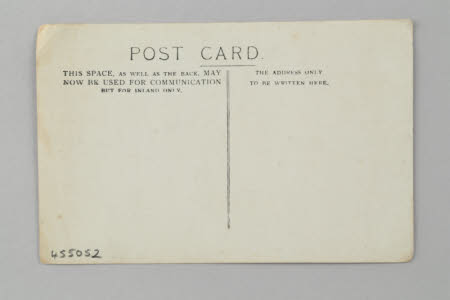 POST CARD.
THIS SPACE, AS WELL AS THE BACK, MAY
NOW BE USED FOR COMMUNICATION
BUT FOR INLAND ONLY.
THE ADDRESS ONLY
TO BE WRITTEN HERE.
455052